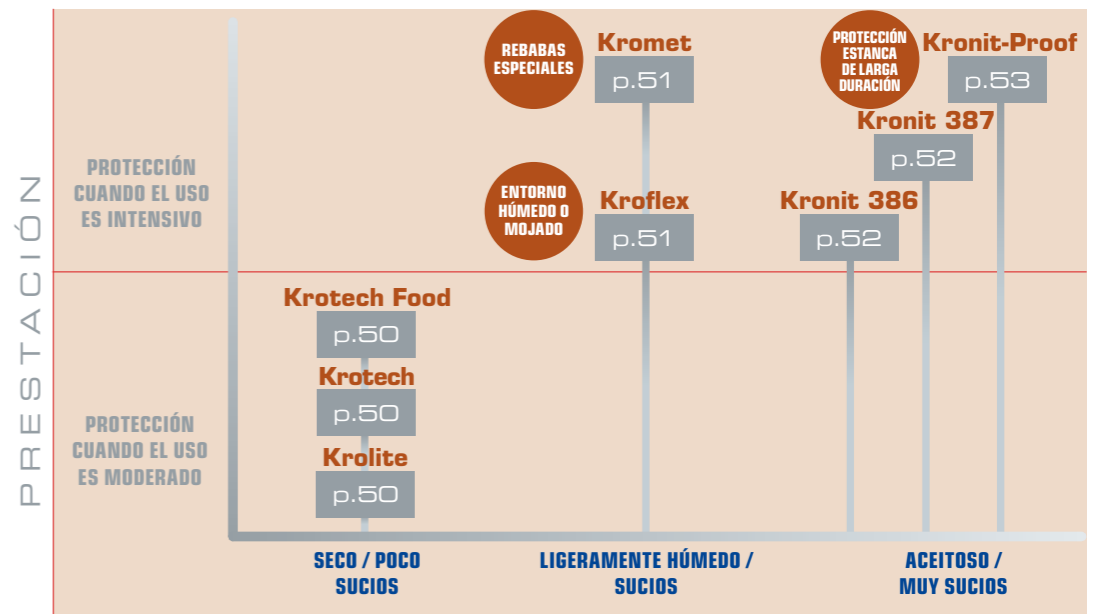 PRESTACIÓN
PROTECCIÓN
CUANDO EL USO
ES INTENSIVO
REBABAS
ESPECIALES
Kromet
p.51
PROTECCIÓN
ESTANCA
DE LARGA
DURACIÓN
Kronit-Proof
p.53
Kronit 387
p.52
ENTORNO
HÚMEDO O
MOJADO
Kroflex
p.51
Kronit 386
p.52
PROTECCIÓN
CUANDO EL USO
ES MODERADO
Krotech Food
p.50
Krotech
p.50
Krolite
p.50
SECO / POCO
SUCIOS
LIGERAMENTE HÚMEDO /
SUCIOS
ACEITOSO /
MUY SUCIOS